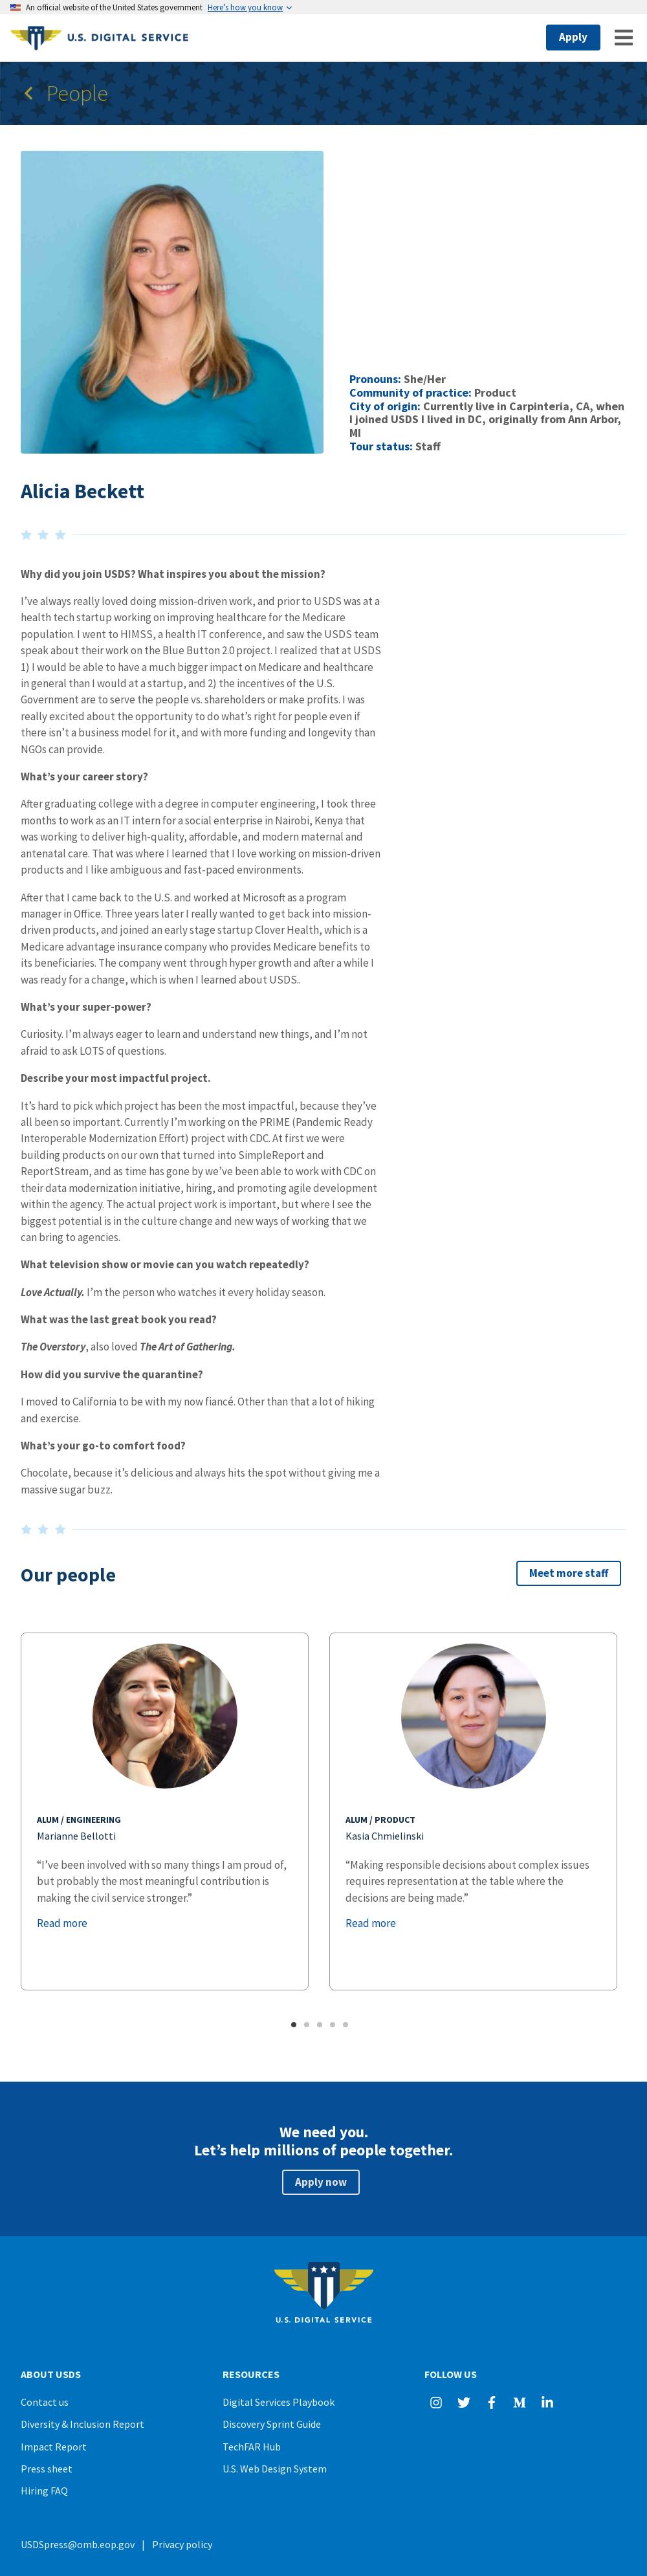 An official website of the United States government Here's how you know
U.S. DIGITAL SERVICE
Apply
People
Pronouns: She/Her
Community of practice: Product
City of origin: Currently live in Carpinteria, CA, when
I joined USDS I lived in DC, originally from Ann Arbor,
MI
Tour status: Staff
Alicia Beckett
Why did you join USDS? What inspires you about the mission?
I've always really loved doing mission-driven work, and prior to USDS was at a
health tech startup working on improving healthcare for the Medicare
population. I went to HIMSS, a health IT conference, and saw the USDS team
speak about their work on the Blue Button 2.0 project. I realized that at USDS
1) I would be able to have a much bigger impact on Medicare and healthcare
in general than I would at a startup, and 2) the incentives of the U.S.
Government are to serve the people vs. shareholders or make profits. I was
really excited about the opportunity to do what's right for people even if
there isn't a business model for it, and with more funding and longevity than
NGOs can provide.
What's your career story?
After graduating college with a degree in computer engineering, I took three
months to work as an IT intern for a social enterprise in Nairobi, Kenya that
was working to deliver high-quality, affordable, and modern maternal and
antenatal care. That was where I learned that I love working on mission-driven
products and I like ambiguous and fast-paced environments.
After that I came back to the U.S. and worked at Microsoft as a program
manager in Office. Three years later I really wanted to get back into mission-
driven products, and joined an early stage startup Clover Health, which is a
Medicare advantage insurance company who provides Medicare benefits to
its beneficiaries. The company went through hyper growth and after a while I
was ready for a change, which is when I learned about USDS..
What's your super-power?
Curiosity. I'm always eager to learn and understand new things, and I'm not
afraid to ask LOTS of questions.
Describe your most impactful project.
It's hard to pick which project has been the most impactful, because they've
all been so important. Currently I'm working on the PRIME (Pandemic Ready
Interoperable Modernization Effort) project with CDC. At first we were
building products on our own that turned into SimpleReport and
ReportStream, and as time has gone by we've been able to work with CDC on
their data modernization initiative, hiring, and promoting agile development
within the agency. The actual project work is important, but where I see the
biggest potential is in the culture change and new ways of working that we
can bring to agencies.
What television show or movie can you watch repeatedly?
Love Actually. I'm the person who watches it every holiday season.
What was the last great book you read?
The Overstory, also loved The Art of Gathering.
How did you survive the quarantine?
I moved to California to be with my now fiancé. Other than that a lot of hiking
and exercise.
What's your go-to comfort food?
Chocolate, because it's delicious and always hits the spot without giving me a
massive sugar buzz.
Our people
Meet more staff
ALUM / ENGINEERING
Marianne Bellotti
“I've been involved with so many things I am proud of,
but probably the most meaningful contribution is
making the civil service stronger.”
Read more
ALUM / PRODUCT
Kasia Chmielinski
“Making responsible decisions about complex issues
requires representation at the table where the
decisions are being made.”
Read more
We need you.
Let's help millions of people together.
Apply now
U.S. DIGITAL SERVICE
ABOUT USDS
Contact us
Diversity & Inclusion Report
Impact Report
Press sheet
Hiring FAQ
RESOURCES
Digital Services Playbook
Discovery Sprint Guide
TechFAR Hub
U.S. Web Design System
FOLLOW US
USDSpress@omb.eop.gov | Privacy policy